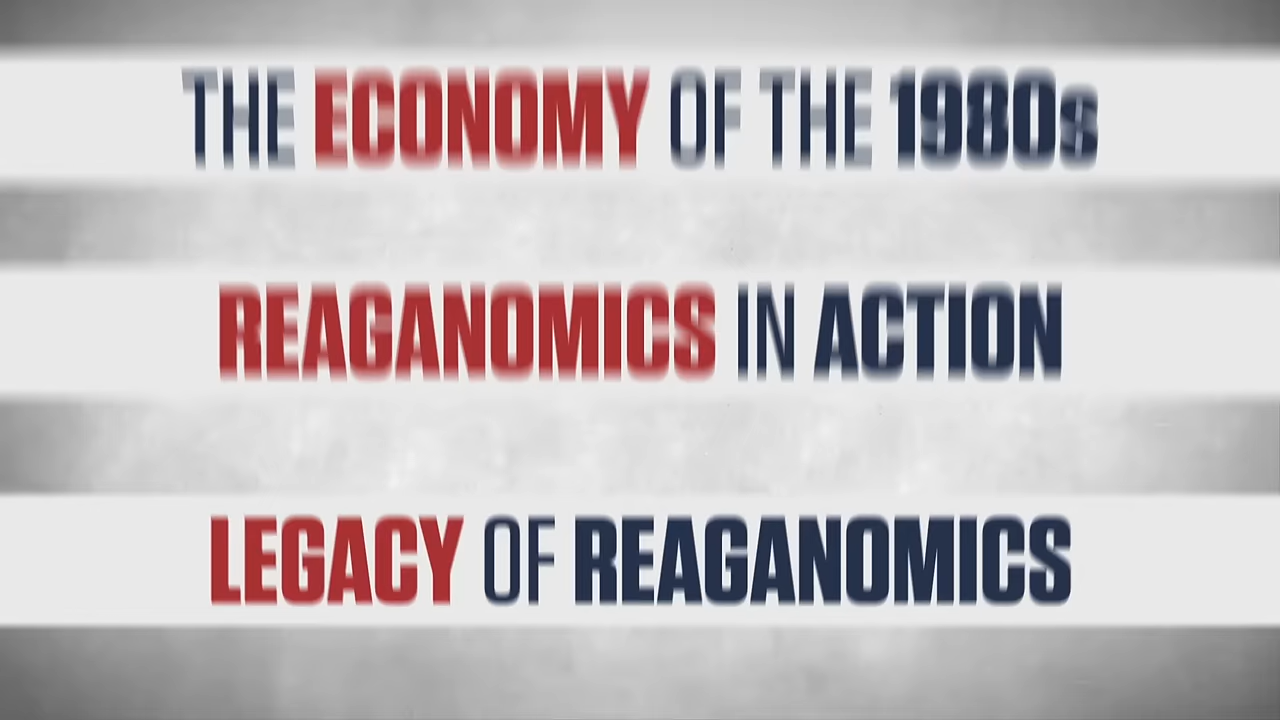 THE ECONOMY OF THE 1980s
REAGANOMICS IN ACTION
LEGACY OF REAGANOMICS